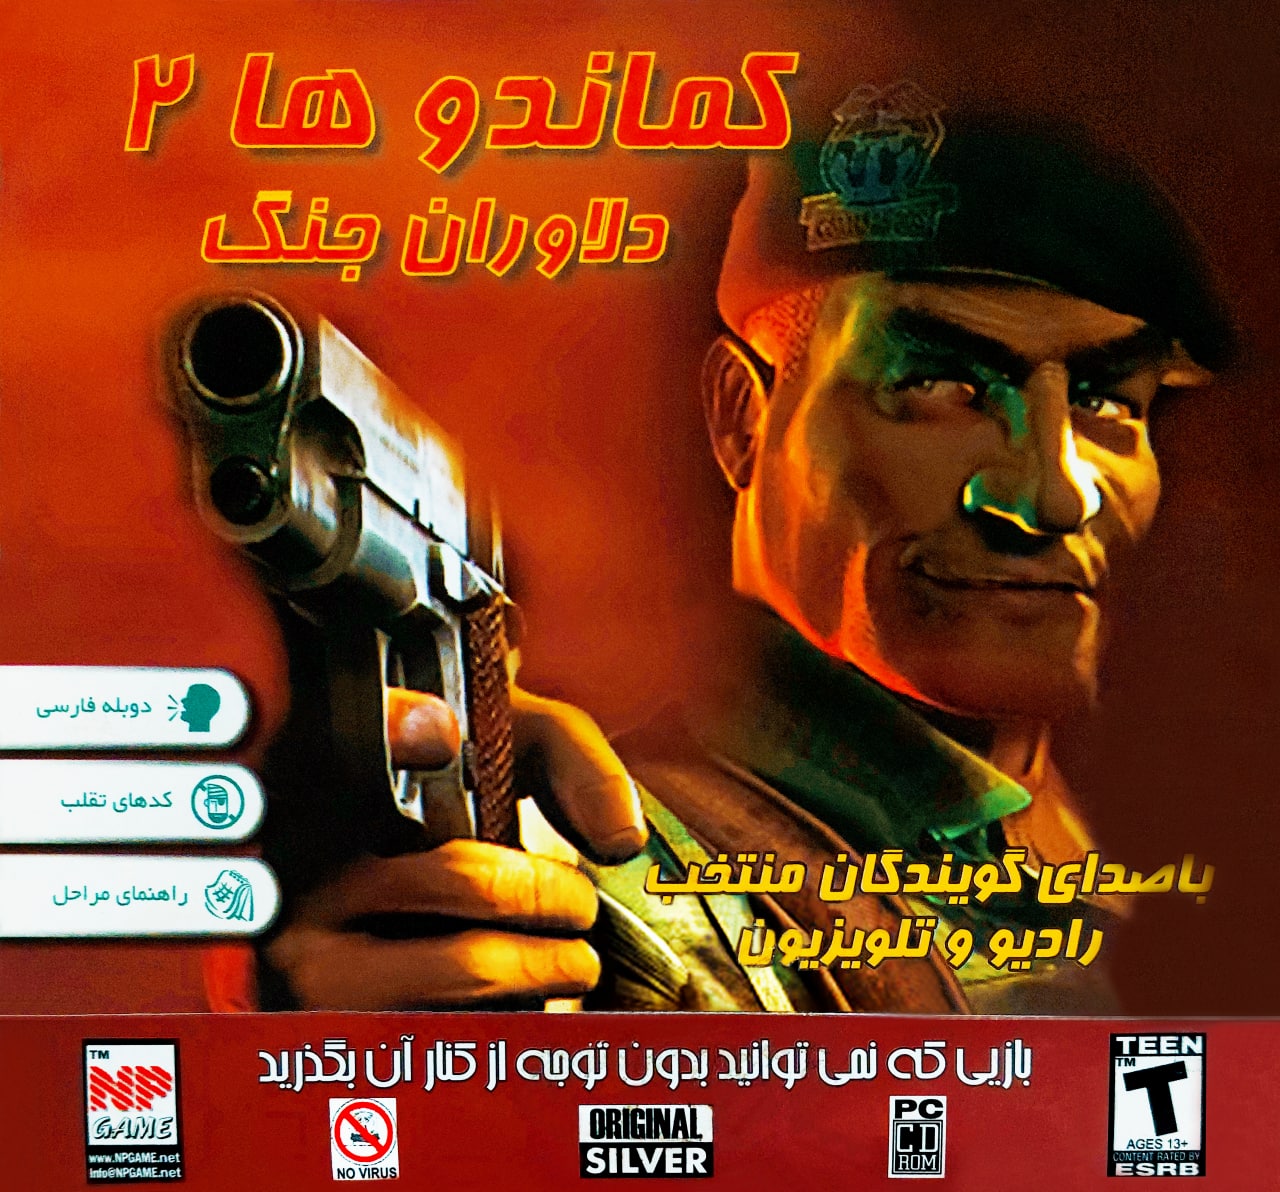 کماندو ها ۲
دلاوران جنگ
دوبله فارسی
کدهای تقلب
راهنمای مراحل
باصدای گویندگان منتخب
رادیو و تلویزیون
بازیی که نمی توانید بدون توجه از کنار آن بگذرید
TM
NP
GAME
www.NPGAME.net
Info@NPGAME.net
NO VIRUS
ORIGINAL
SILVER
PC
CD
ROM
TEEN
TM
T
AGES 13+
CONTENT RATED BY
ESRB